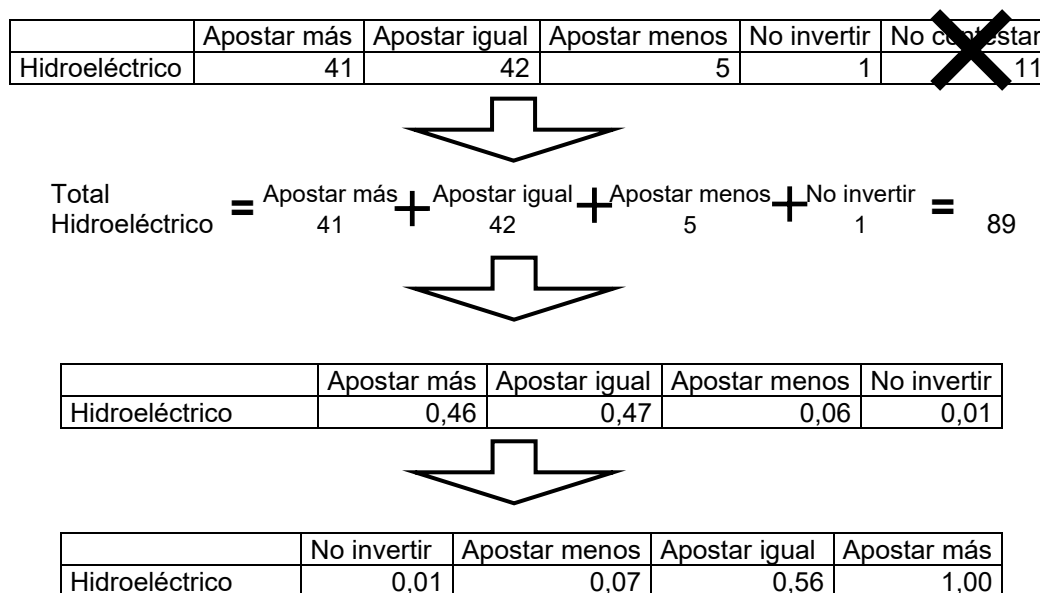 Apostar más Apostar igual Apostar menos No invertir No contestar
Hidroeléctrico 41 42 5 1 11
Total Hidroeléctrico = Apostar más 41 + Apostar igual 42 + Apostar menos 5 + No invertir 1 = 89
Apostar más Apostar igual Apostar menos No invertir
Hidroeléctrico 0,46 0,47 0,06 0,01
No invertir Apostar menos Apostar igual Apostar más
Hidroeléctrico 0,01 0,07 0,56 1,00